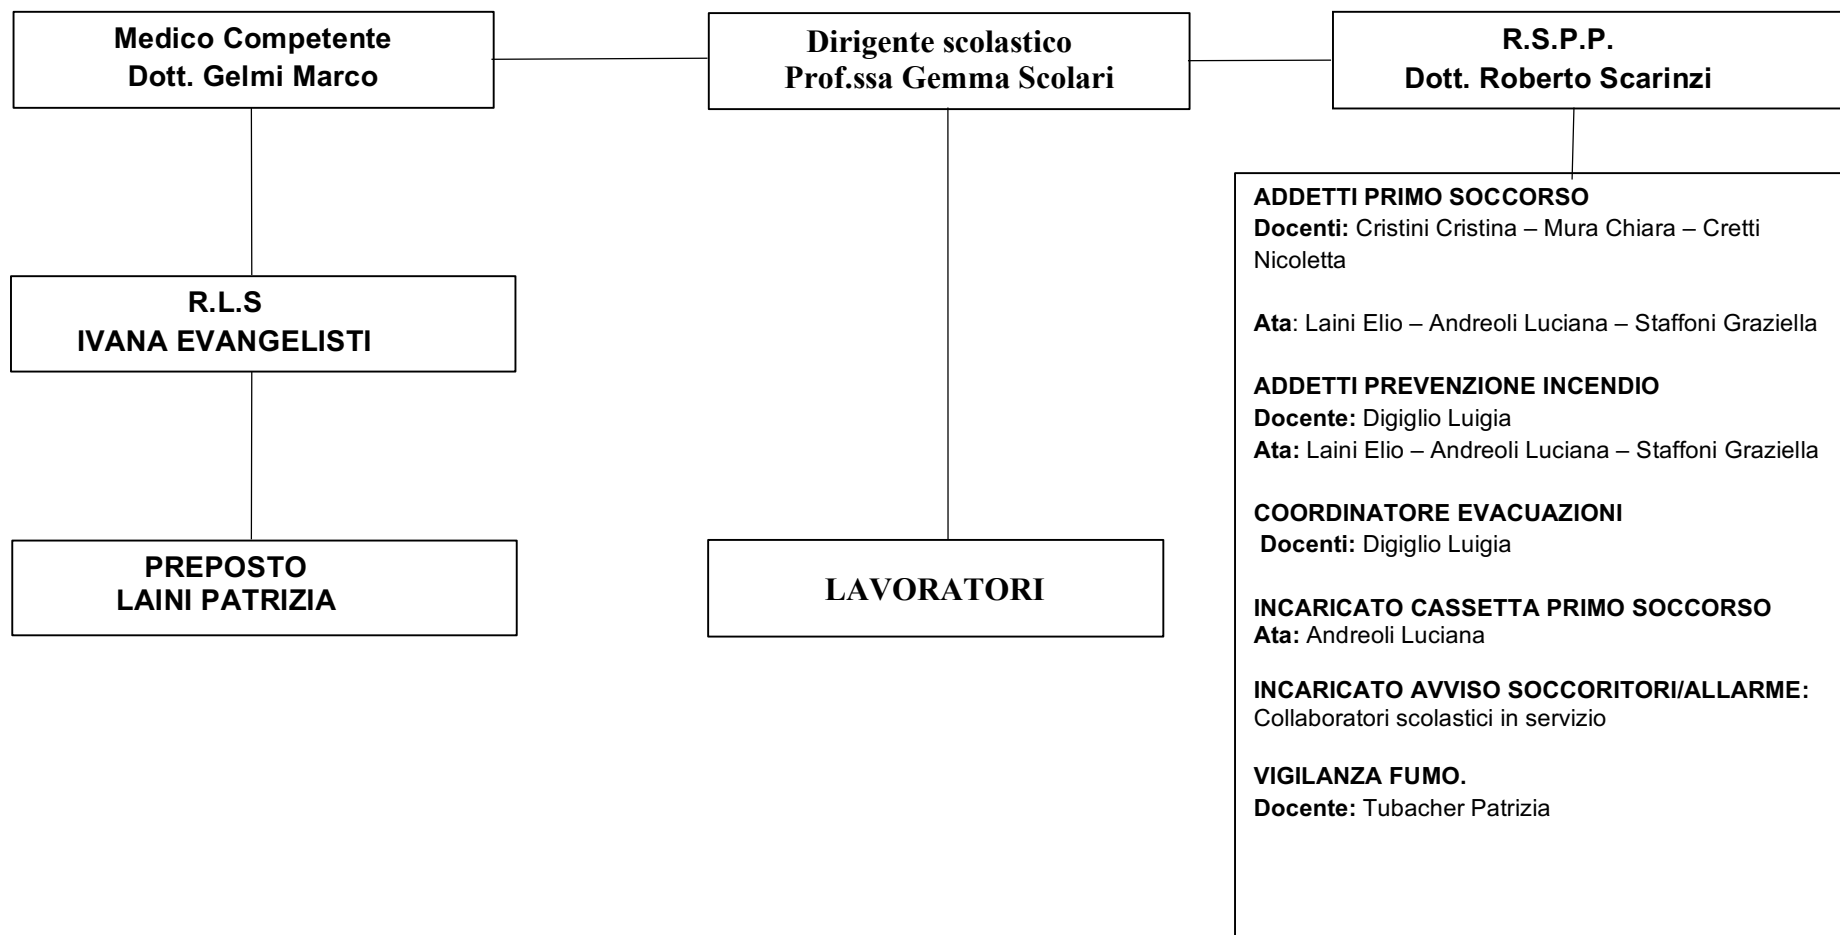 Medico Competente
Dott. Gelmi Marco
Dirigente scolastico
Prof.ssa Gemma Scolari
R.S.P.P.
Dott. Roberto Scarinzi
R.L.S
IVANA EVANGELISTI
PREPOSTO
LAINI PATRIZIA
LAVORATORI
ADDETTI PRIMO SOCCORSO
Docenti: Cristini Cristina – Mura Chiara – Cretti
Nicoletta
Ata: Laini Elio – Andreoli Luciana – Staffoni Graziella
ADDETTI PREVENZIONE INCENDIO
Docente: Digiglio Luigia
Ata: Laini Elio – Andreoli Luciana – Staffoni Graziella
COORDINATORE EVACUAZIONI
Docenti: Digiglio Luigia
INCARICATO CASSETTA PRIMO SOCCORSO
Ata: Andreoli Luciana
INCARICATO AVVISO SOCCORITORI/ALLARME:
Collaboratori scolastici in servizio
VIGILANZA FUMO.
Docente: Tubacher Patrizia